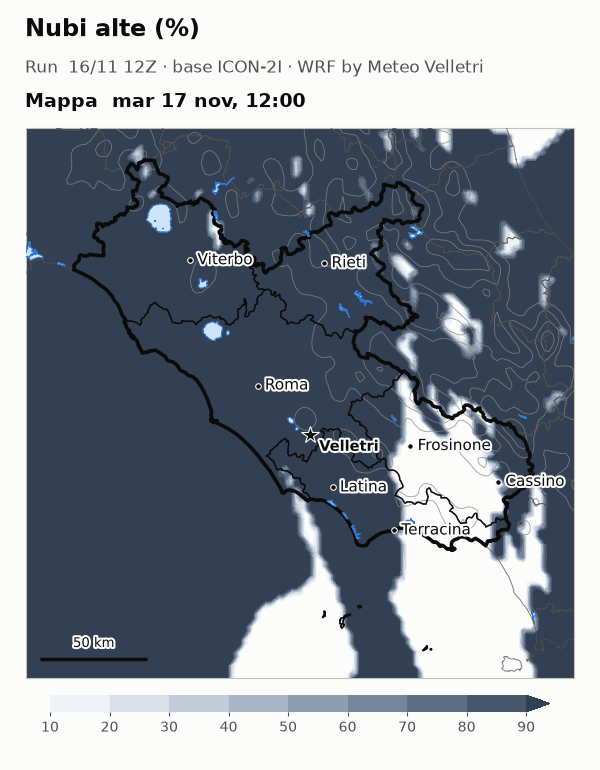 Nubi alte (%)
Run  16/11 12Z · base ICON-2I · WRF by Meteo Velletri
Mappa  mar 17 nov, 12:00
Viterbo
Rieti
Roma
Velletri
Frosinone
Cassino
Latina
Terracina
50 km
10 20 30 40 50 60 70 80 90